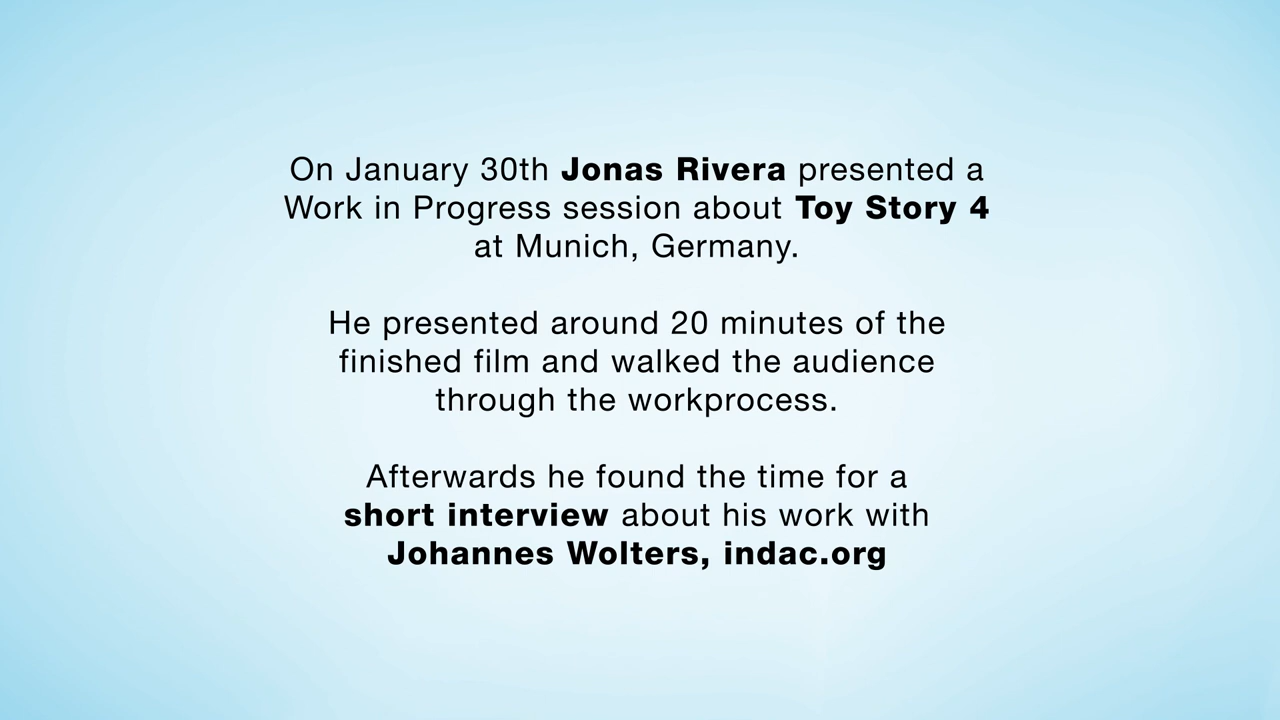 On January 30th Jonas Rivera presented a
Work in Progress session about Toy Story 4
at Munich, Germany.
He presented around 20 minutes of the
finished film and walked the audience
through the workprocess.
Afterwards he found the time for a
short interview about his work with
Johannes Wolters, indac.org